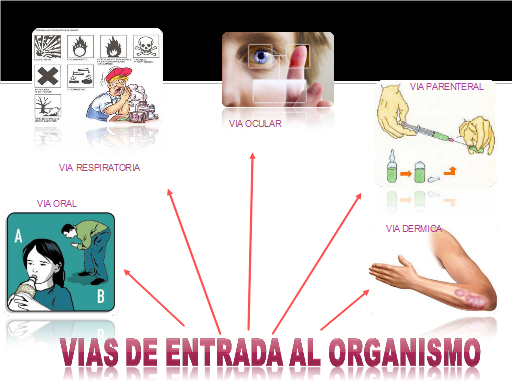 VIA PARENTERAL
VIA OCULAR
VIA RESPIRATORIA
VIA ORAL
VIA DERMICA
A
B
VIAS DE ENTRADA AL ORGANISMO